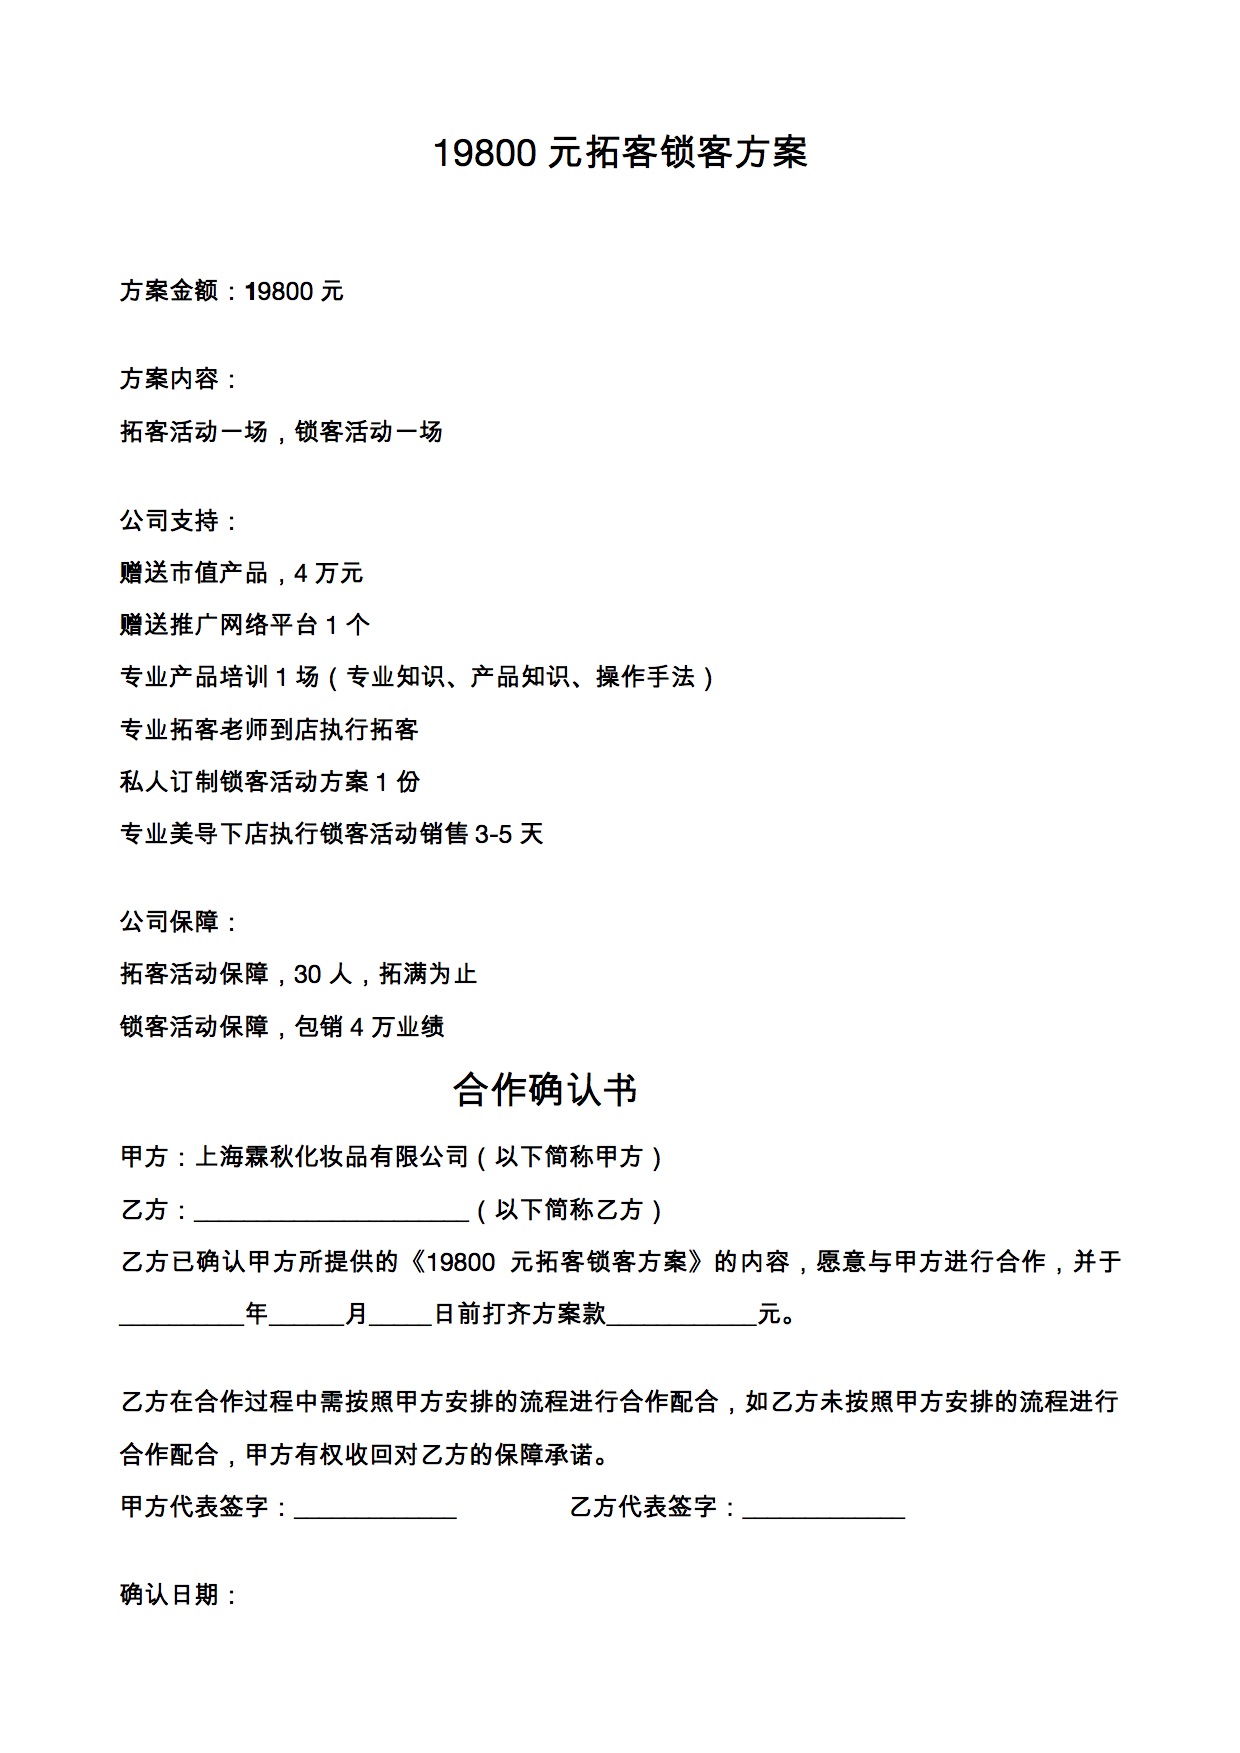 19800 元拓客锁客方案
方案金额：19800 元
方案内容：
拓客活动一场，锁客活动一场
公司支持：
赠送市值产品，4 万元
赠送推广网络平台 1 个
专业产品培训 1 场（专业知识、产品知识、操作手法）
专业拓客老师到店执行拓客
私人订制锁客活动方案 1 份
专业美导下店执行锁客活动销售 3-5 天
公司保障：
拓客活动保障，30 人，拓满为止
锁客活动保障，包销 4 万业绩
合作确认书
甲方：上海霖秋化妆品有限公司（以下简称甲方）
乙方：______________________（以下简称乙方）
乙方已确认甲方所提供的《19800 元拓客锁客方案》的内容，愿意与甲方进行合作，并于
__________年______月_____日前打齐方案款____________元。
乙方在合作过程中需按照甲方安排的流程进行合作配合，如乙方未按照甲方安排的流程进行
合作配合，甲方有权收回对乙方的保障承诺。
甲方代表签字：_____________ 乙方代表签字：_____________
确认日期：